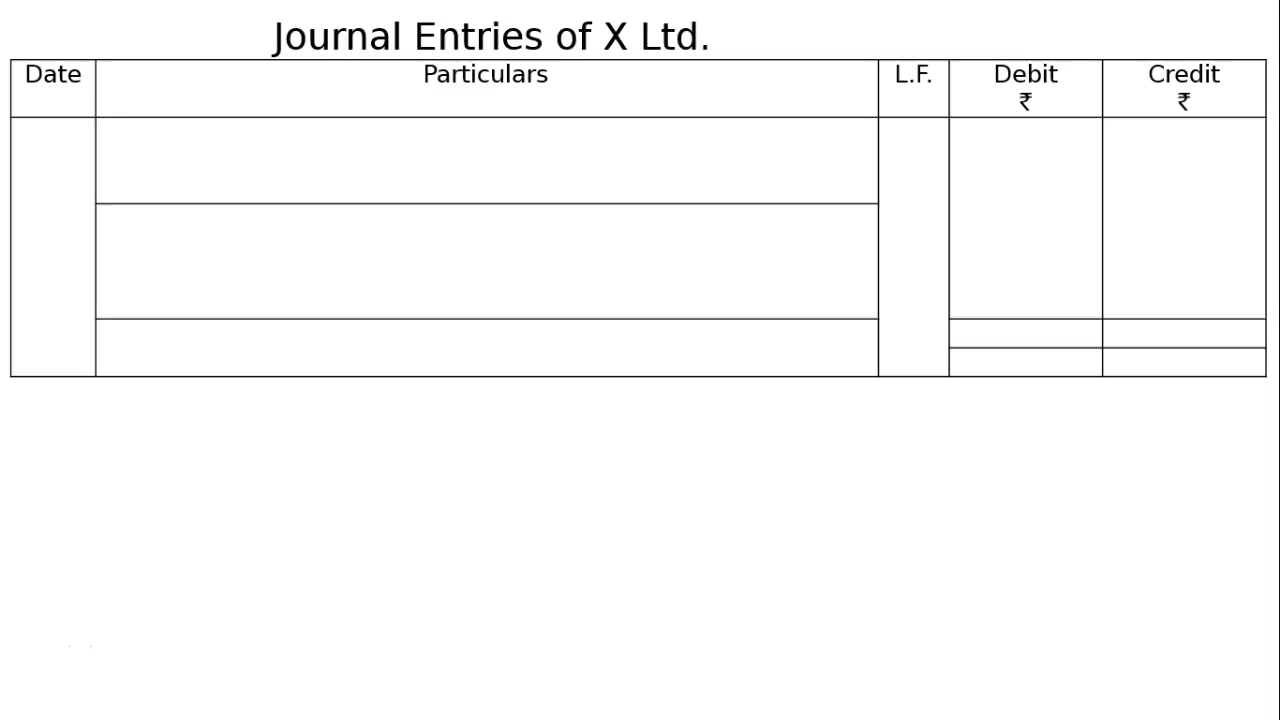 Journal Entries of X Ltd.
Date Particulars L.F. Debit Credit
₹ ₹